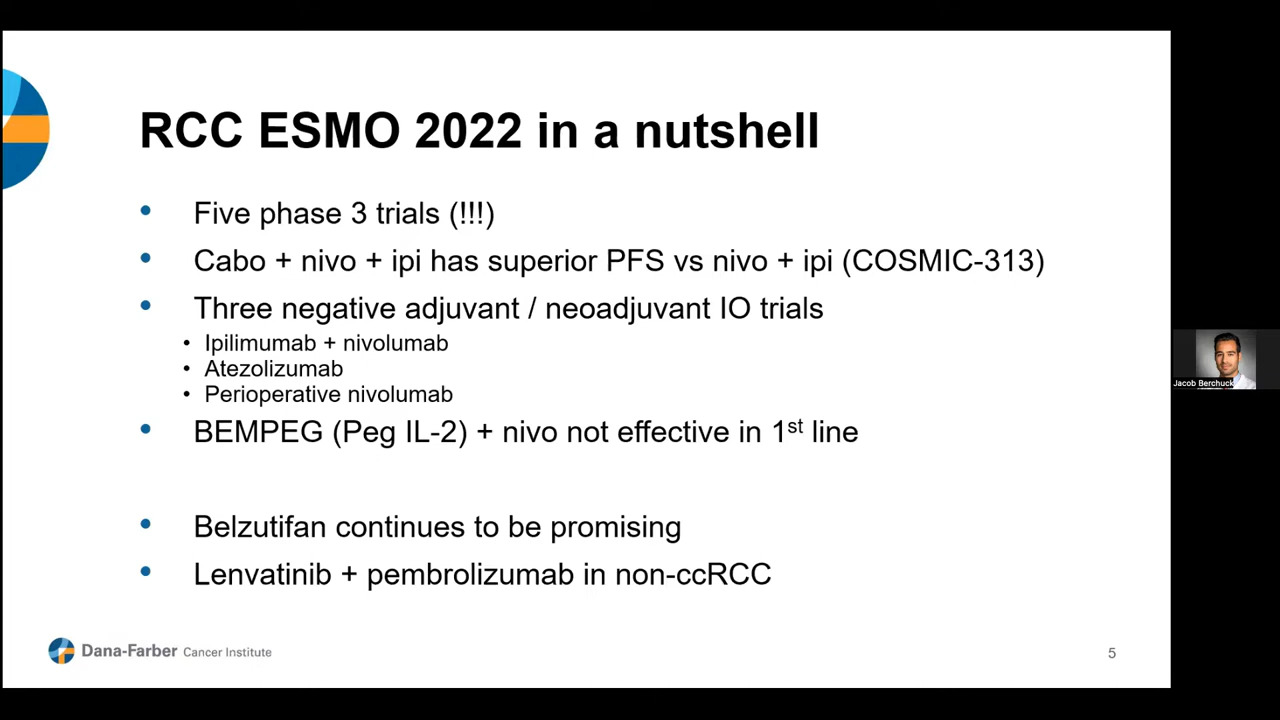 RCC ESMO 2022 in a nutshell
• Five phase 3 trials (!!!)
• Cabo + nivo + ipi has superior PFS vs nivo + ipi (COSMIC-313)
• Three negative adjuvant / neoadjuvant IO trials
• Ipilimumab + nivolumab
• Atezolizumab
• Perioperative nivolumab
• BEMPEG (Peg IL-2) + nivo not effective in 1st line
• Belzutifan continues to be promising
• Lenvatinib + pembrolizumab in non-ccRCC
Jacob Berchuck
Dana-Farber Cancer Institute
5